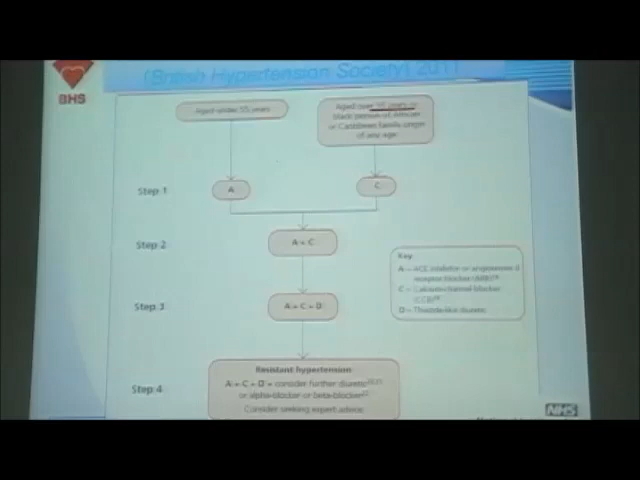 (British Hypertension Society) 2011
BHS
Aged under 55 years
Aged over 55 years or
black person of African
or Caribbean family origin
of any age
Step 1
A
C
Step 2
A + C
Key
A – ACE inhibitor or angiotensin II
receptor blocker (ARB)
C – Calcium-channel blocker
(CCB)
D – Thiazide-like diuretic
Step 3
A + C + D
Resistant hypertension
Step 4
A + C + D + consider further diuretic
or alpha-blocker or beta-blocker
Consider seeking expert advice
NHS